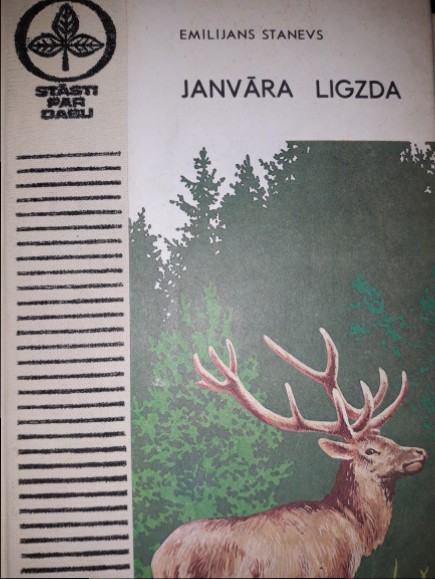 STĀSTI
PAR
DABU
EMILIJANS STANEVS
JANVĀRA LIGZDA